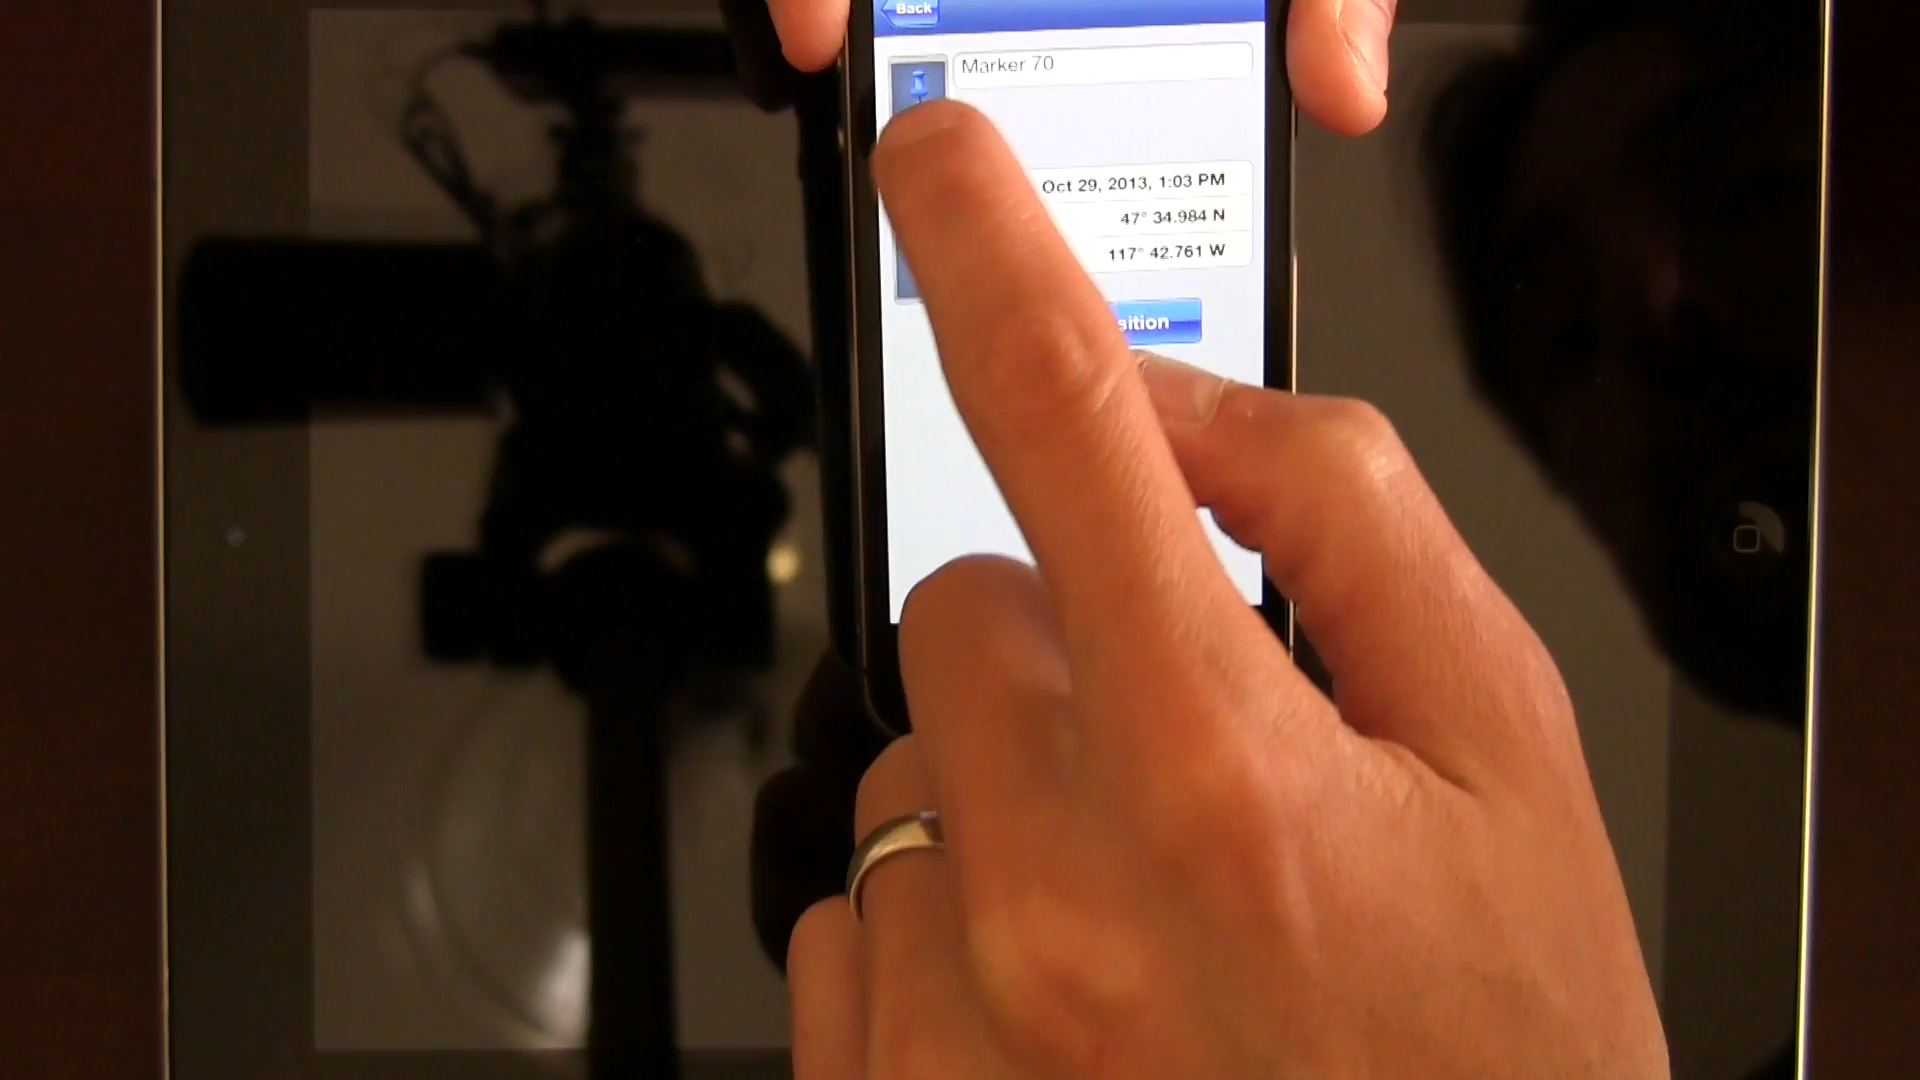 Back
Marker 70
Oct 29, 2013, 1:03 PM
47° 34.984 N
117° 42.761 W
sition